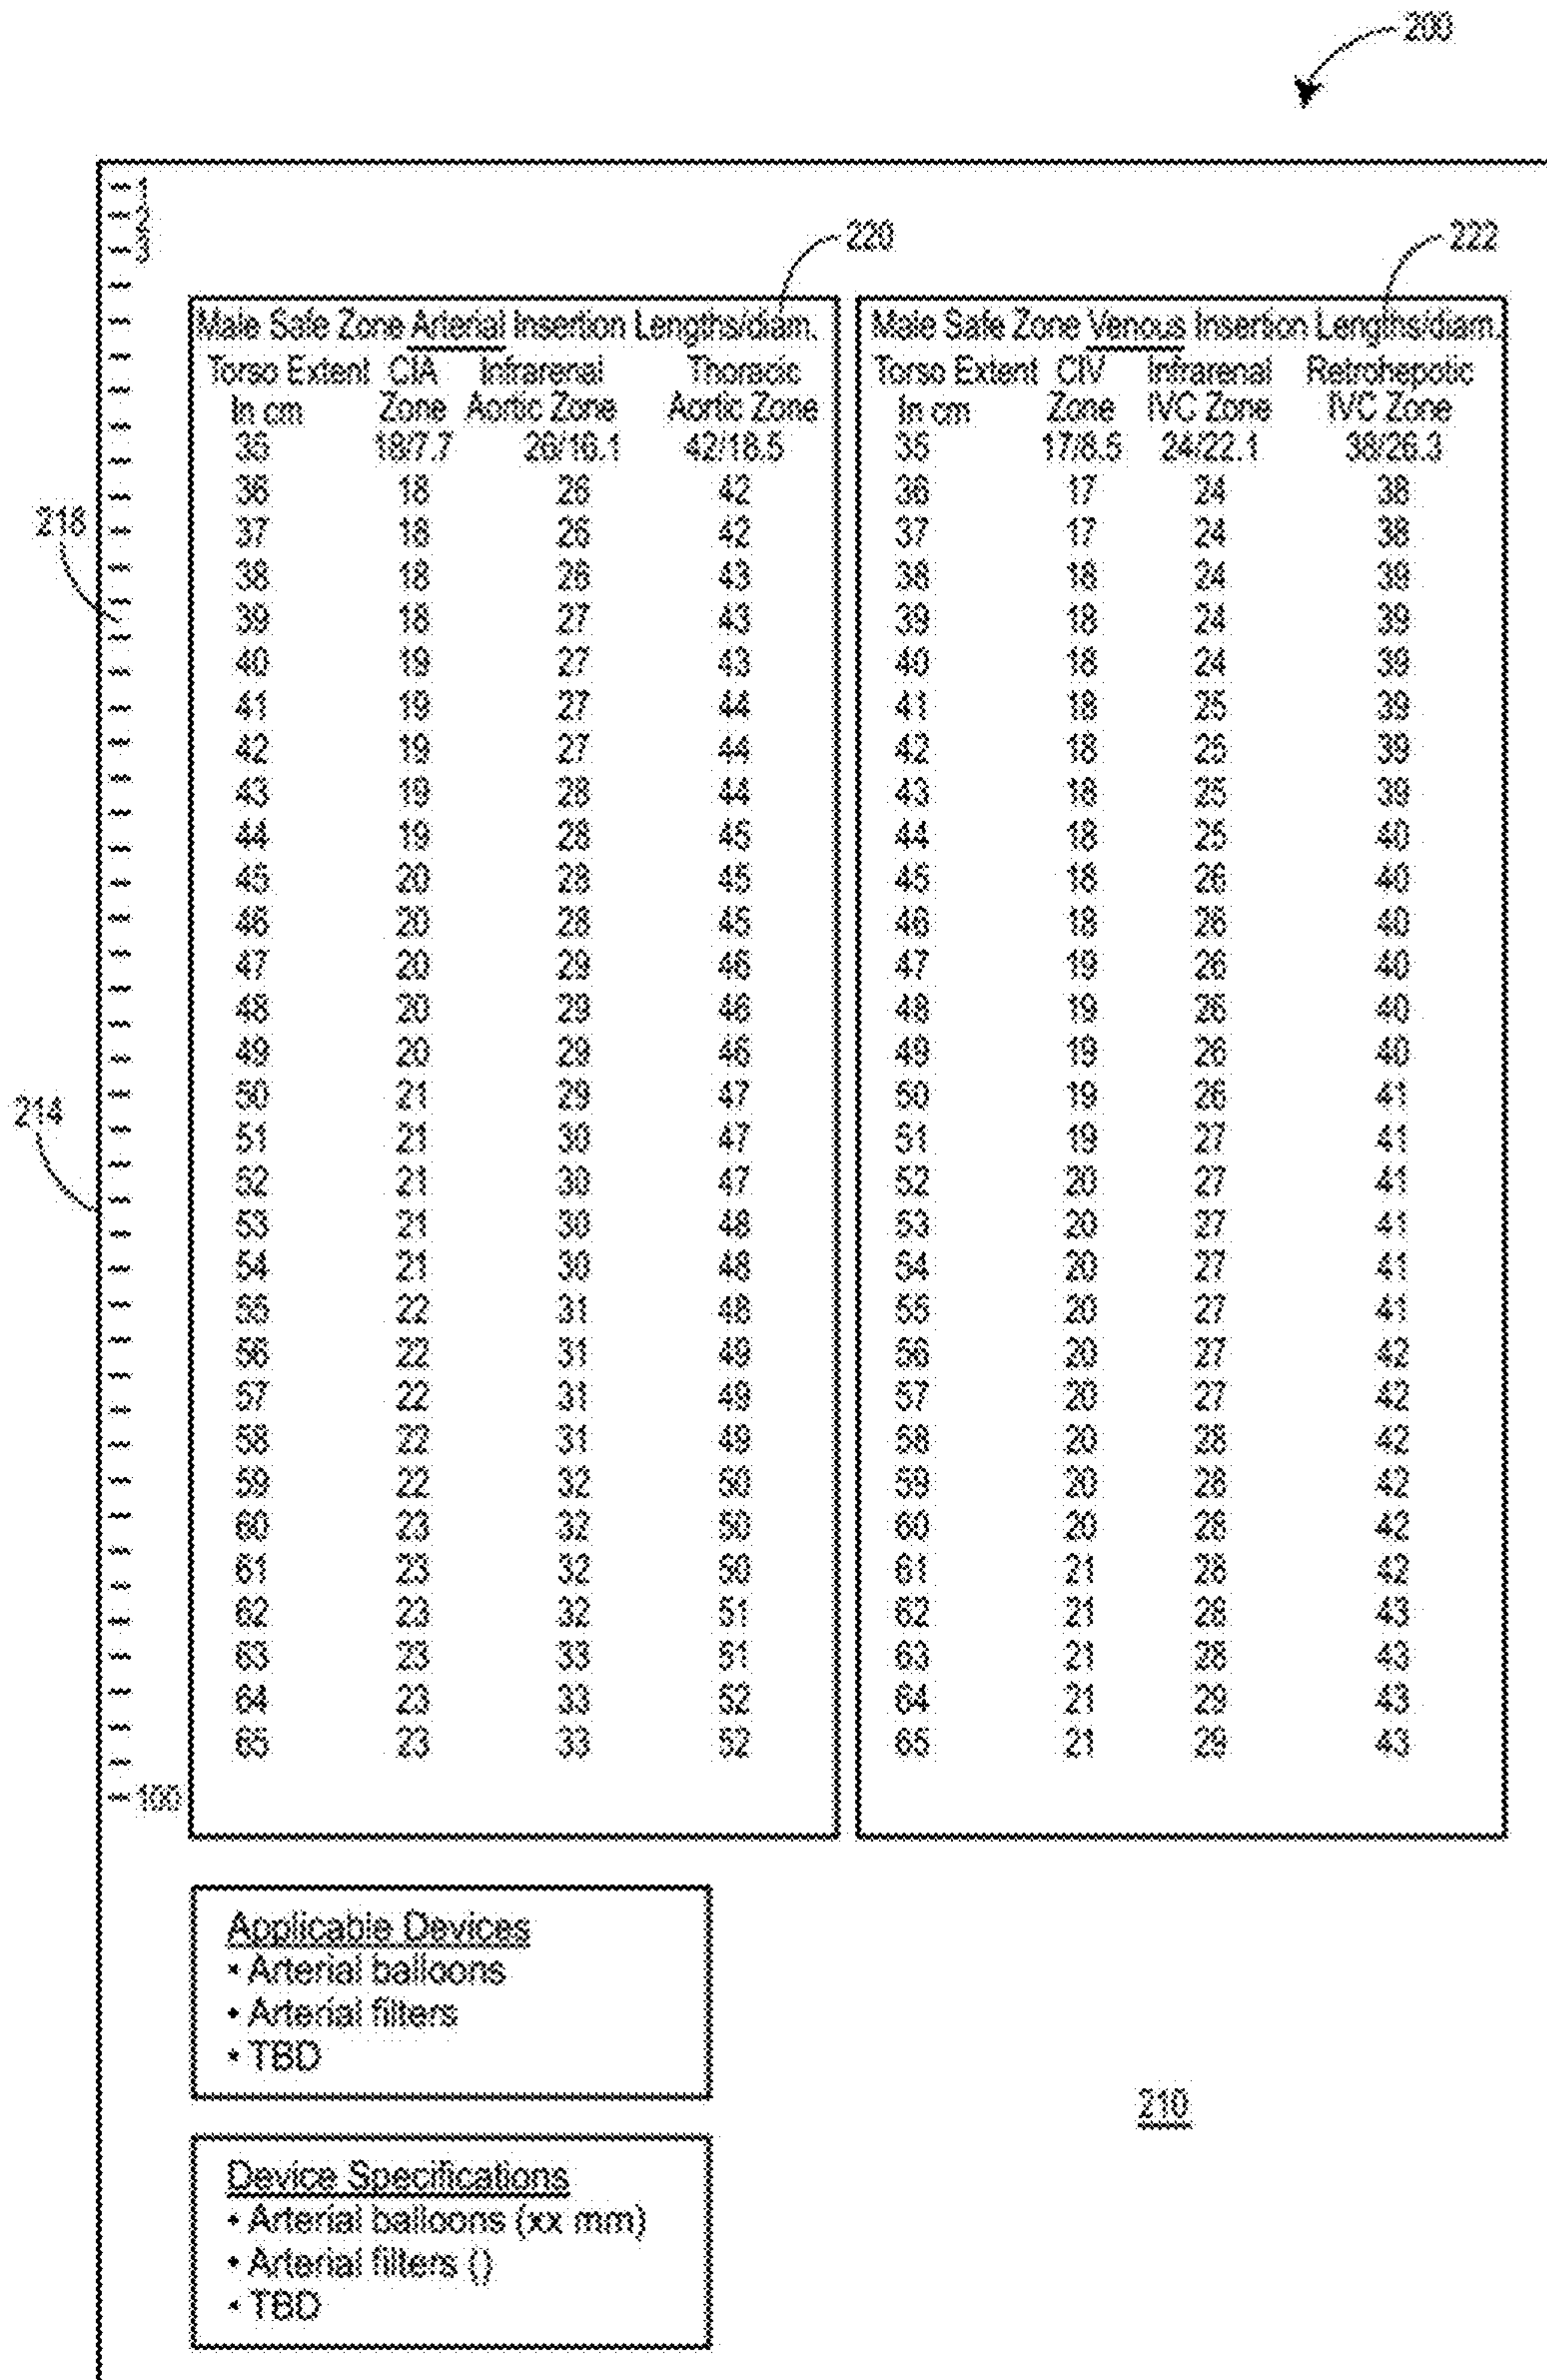 200
1
2
3
220
222
Male Safe Zone Arterial Insertion Lengths/diam.
Torso Extent CIA Infrarenal Thoracic
In cm Zone Aortic Zone Aortic Zone
35 18/7.7 26/16.1 42/18.5
36 18 26 42
37 18 26 42
38 18 26 43
39 18 27 43
40 19 27 43
41 19 27 44
42 19 27 44
43 19 28 44
44 19 28 45
45 20 28 45
46 20 28 45
47 20 29 46
48 20 29 46
49 20 29 46
50 21 29 47
51 21 30 47
52 21 30 47
53 21 30 48
54 21 30 48
55 22 31 48
56 22 31 49
57 22 31 49
58 22 31 49
59 22 32 50
60 23 32 50
61 23 32 50
62 23 32 51
63 23 33 51
64 23 33 52
65 23 33 52
Male Safe Zone Venous Insertion Lengths/diam.
Torso Extent CIV Infrarenal Retrohepotic
In cm Zone IVC Zone IVC Zone
35 17/8.5 24/22.1 38/26.3
36 17 24 38
37 17 24 38
38 18 24 39
39 18 24 39
40 18 24 39
41 18 25 39
42 18 25 39
43 18 25 39
44 18 25 40
45 18 26 40
46 18 26 40
47 19 26 40
48 19 26 40
49 19 26 40
50 19 26 41
51 19 27 41
52 20 27 41
53 20 27 41
54 20 27 41
55 20 27 41
56 20 27 42
57 20 27 42
58 20 28 42
59 20 28 42
60 20 28 42
61 21 28 42
62 21 28 43
63 21 28 43
64 21 29 43
65 21 29 43
218
214
100
Applicable Devices
• Arterial balloons
• Arterial filters
• TBD
210
Device Specifications
• Arterial balloons (xx mm)
• Arterial filters ()
• TBD